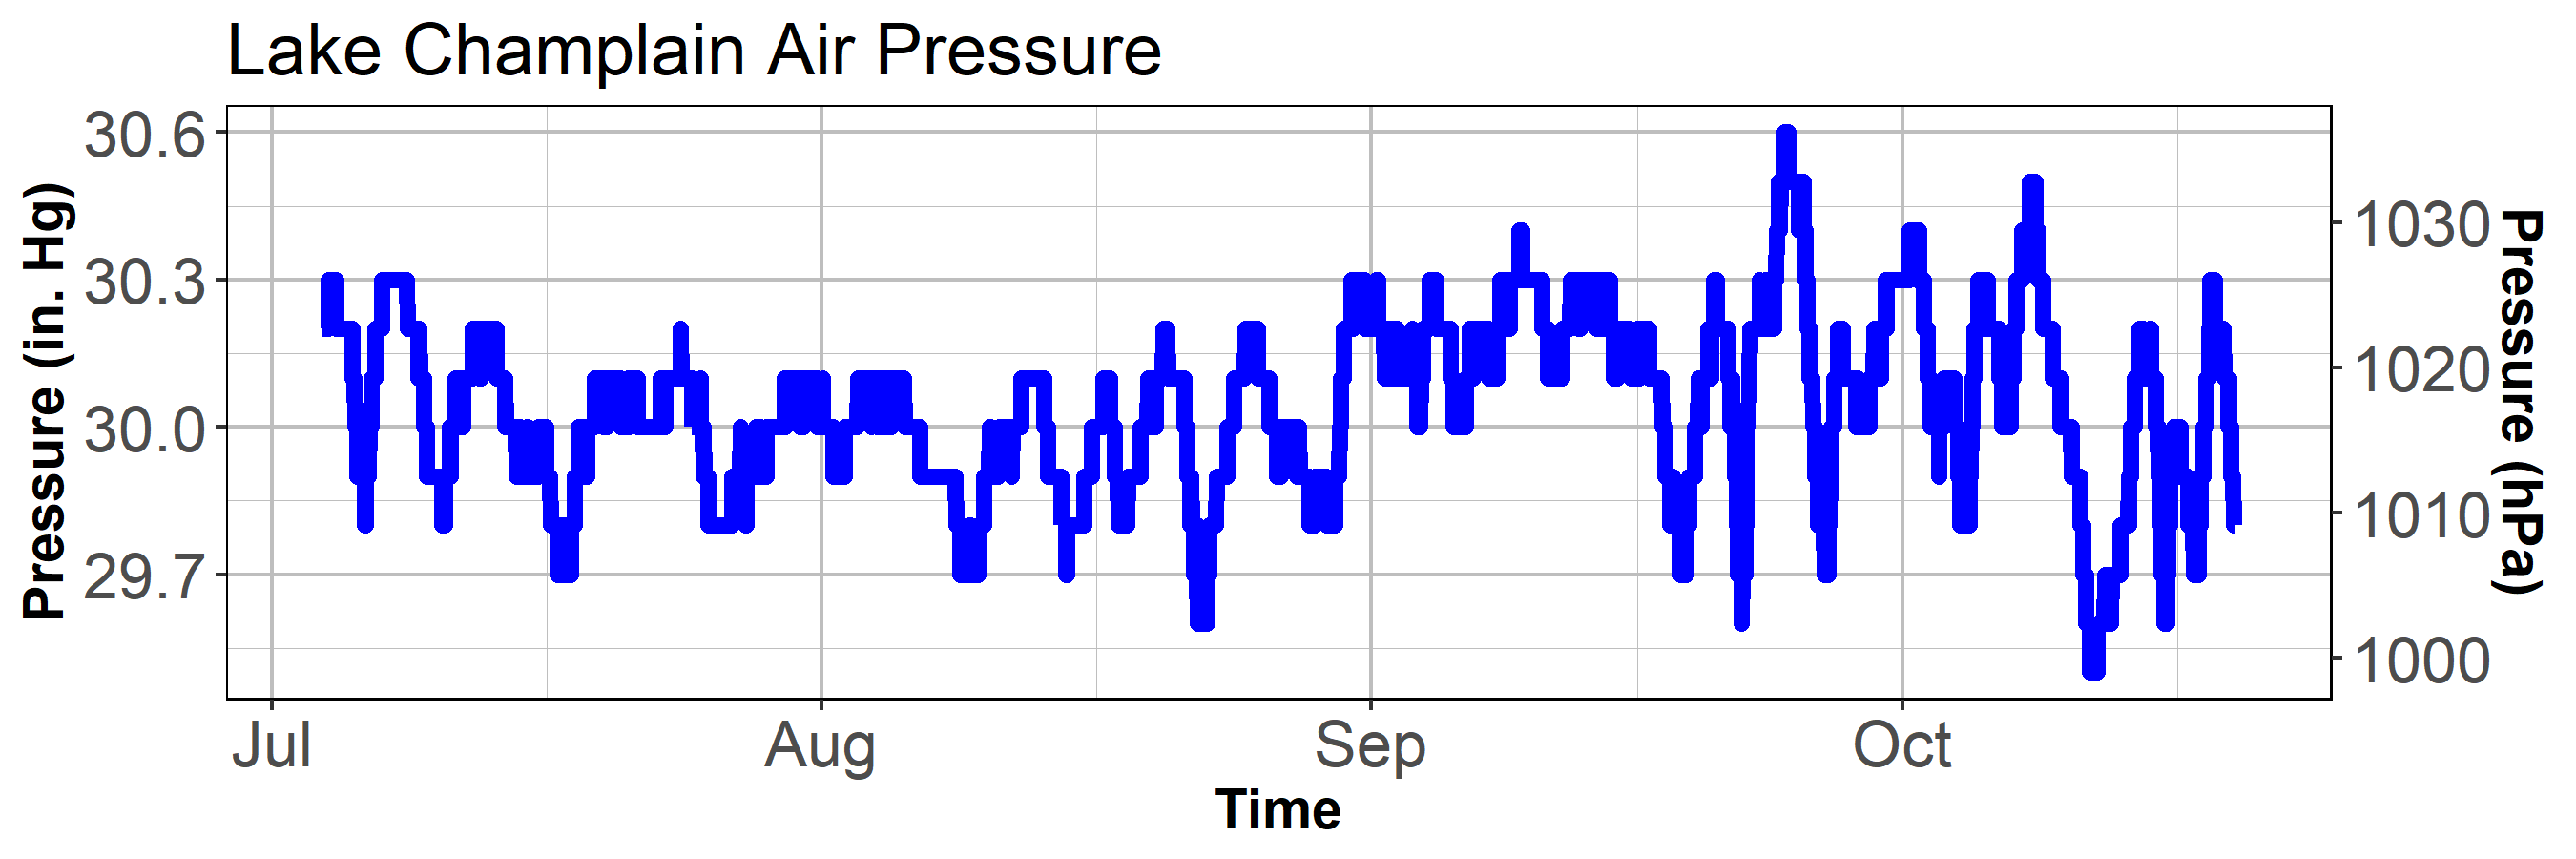 Lake Champlain Air Pressure
Pressure (in. Hg)
30.6
30.3
30.0
29.7
1030
1020
1010
1000
Pressure (hPa)
Jul Aug Sep Oct
Time